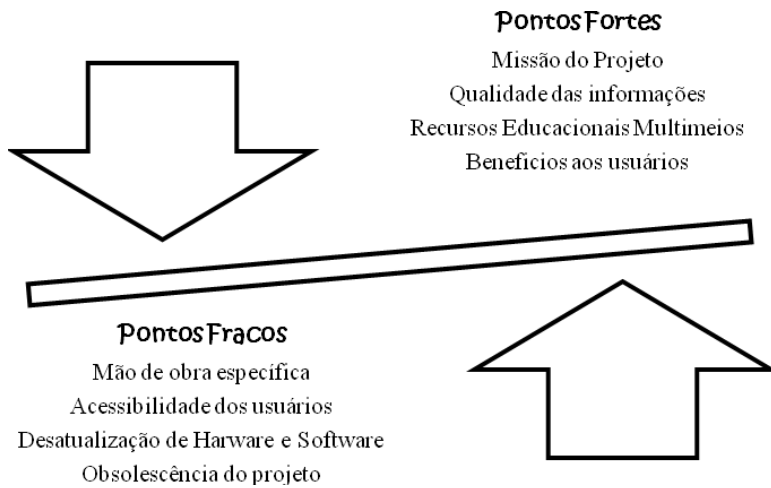 Pontos Fortes
Missão do Projeto
Qualidade das informações
Recursos Educacionais Multimeios
Beneficios aos usuários
Pontos Fracos
Mão de obra específica
Acessibilidade dos usuários
Desatualização de Harware e Software
Obsolescência do projeto